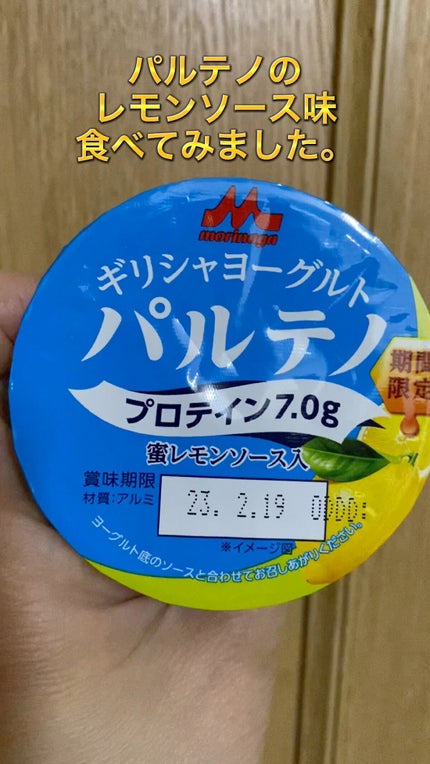 パルテノの
レモンソース味
食べてみました。
morinaga
ギリシャヨーグルト
パルテノ
期間
限定
プロテイン7.0g
蜜レモンソース入
賞味期限
材質:アルミ
23. 2.19
※イメージ図
ヨーグルト底のソースと合わせてお召しあがりください。